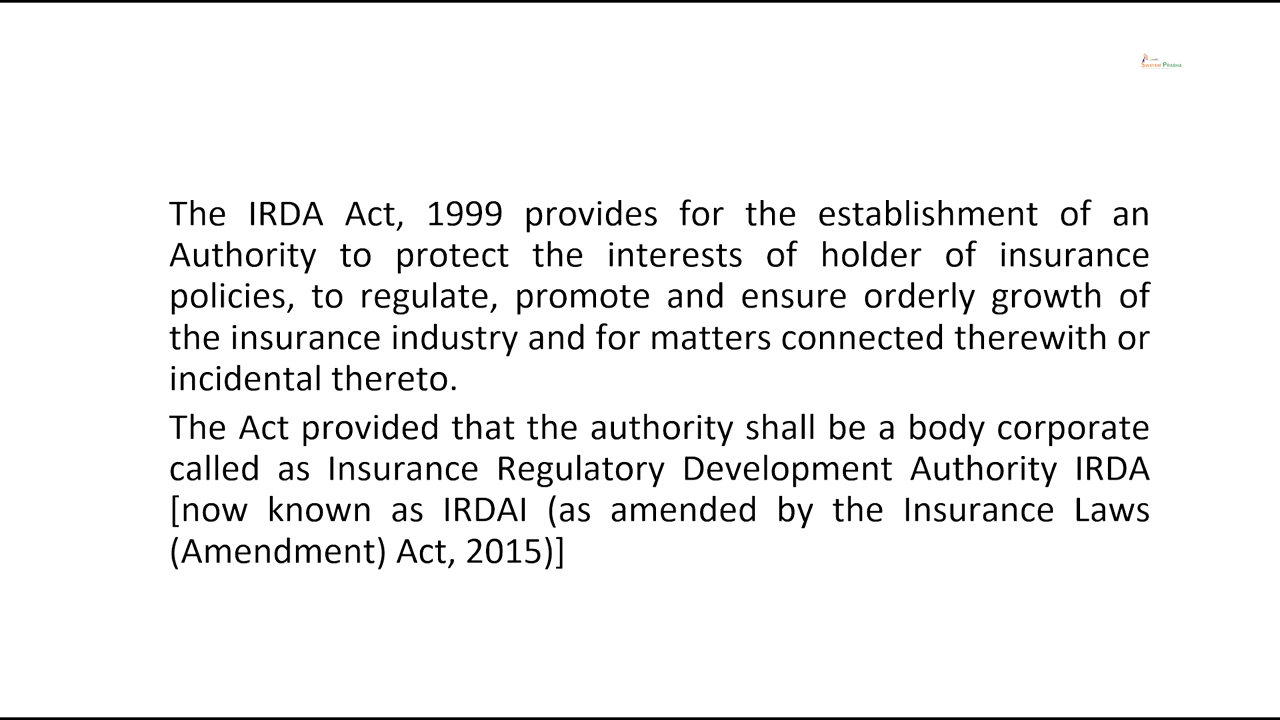 SWAYAM PRABHA
The IRDA Act, 1999 provides for the establishment of an
Authority to protect the interests of holder of insurance
policies, to regulate, promote and ensure orderly growth of
the insurance industry and for matters connected therewith or
incidental thereto.
The Act provided that the authority shall be a body corporate
called as Insurance Regulatory Development Authority IRDA
[now known as IRDAI (as amended by the Insurance Laws
(Amendment) Act, 2015)]